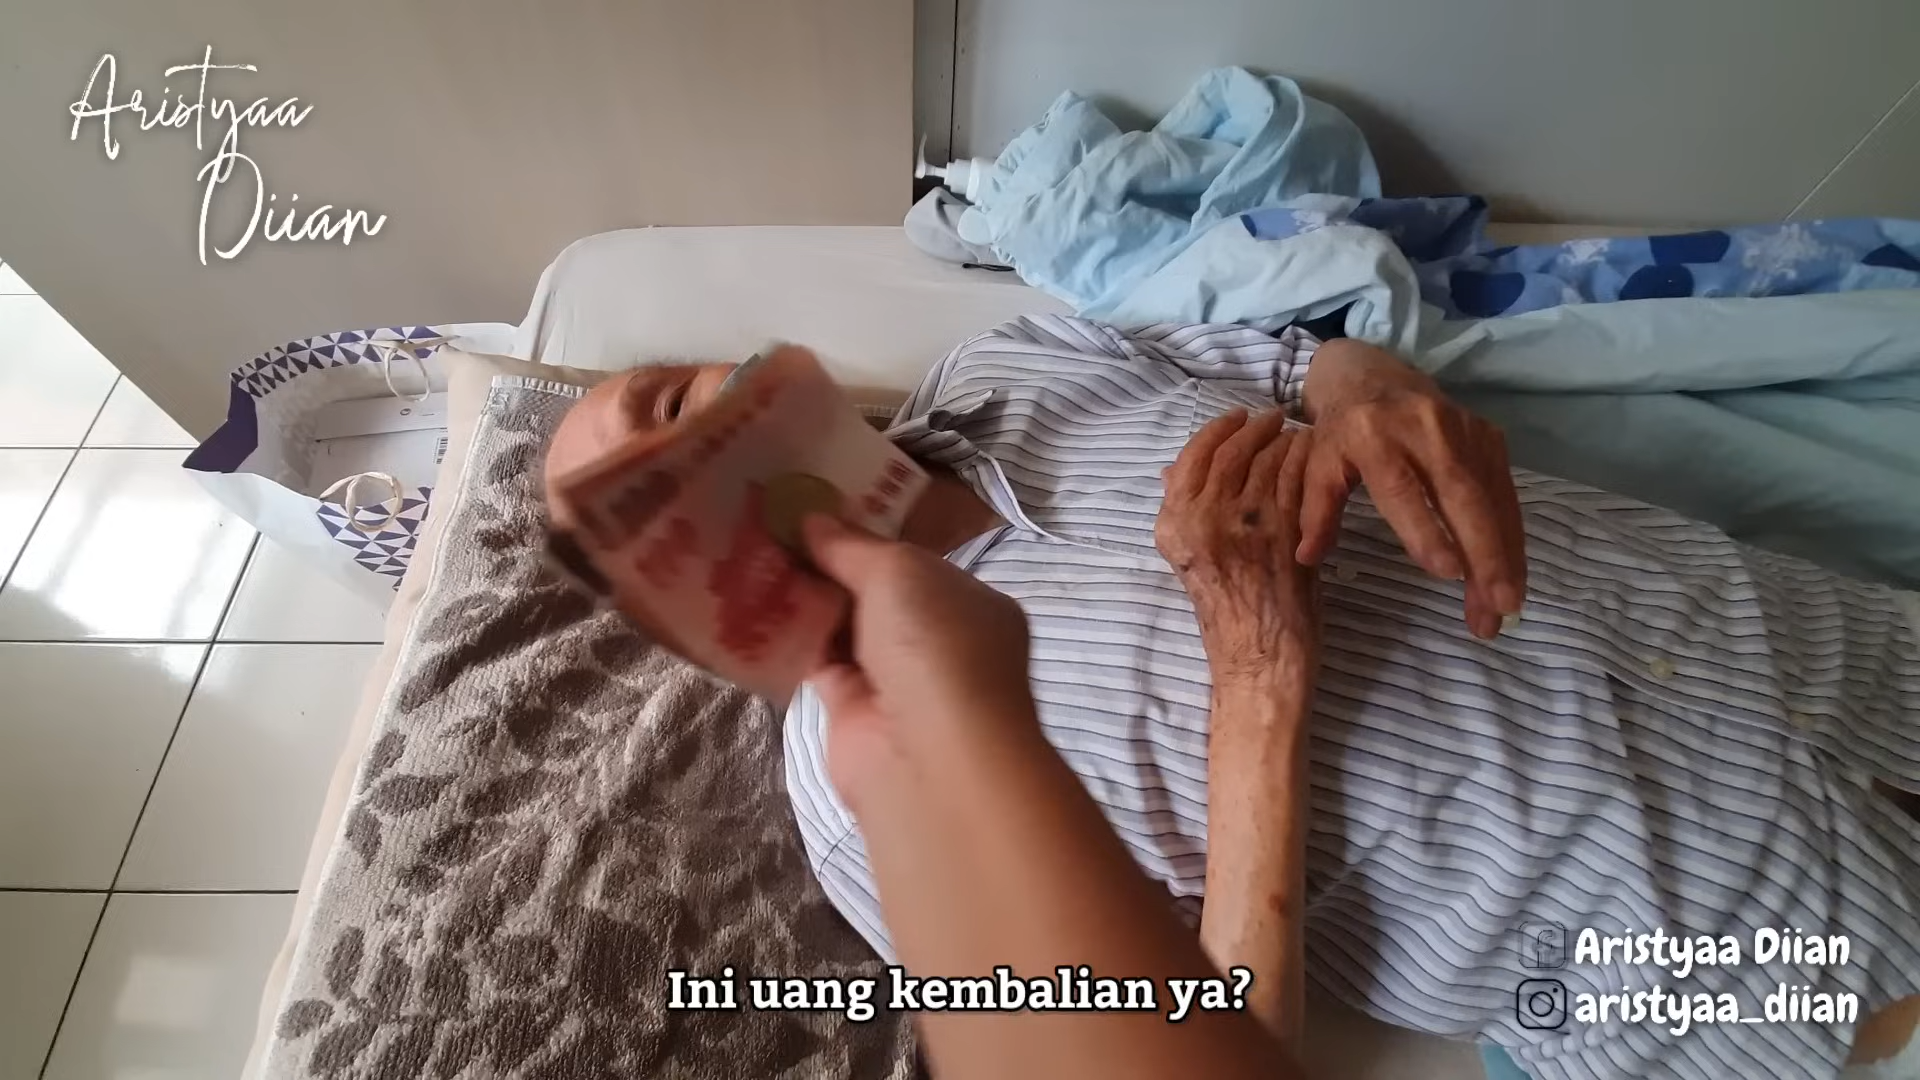 Aristyaa
Diian
Ini uang kembalian ya?
Aristyaa Diian
aristyaa_diian